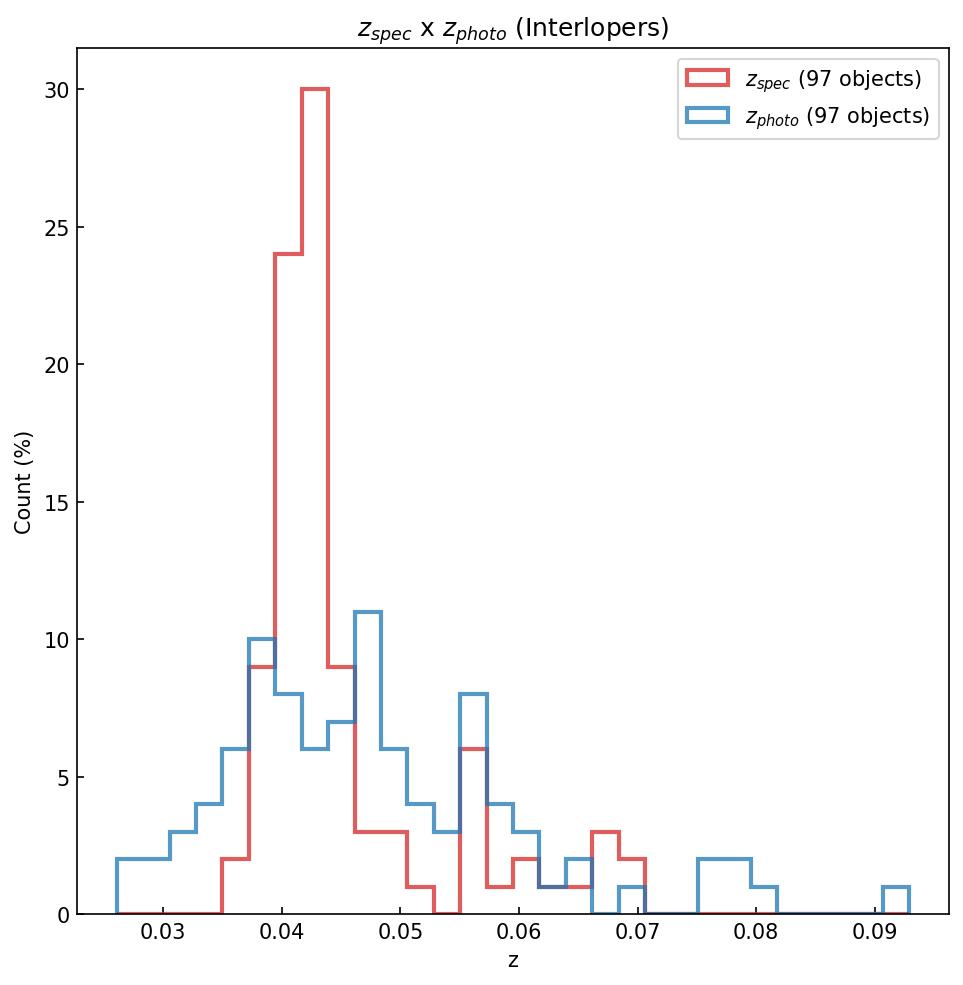 z_spec x z_photo (Interlopers)
z_spec (97 objects)
z_photo (97 objects)
Count (%)
30
25
20
15
10
5
0
0.03 0.04 0.05 0.06 0.07 0.08 0.09
z